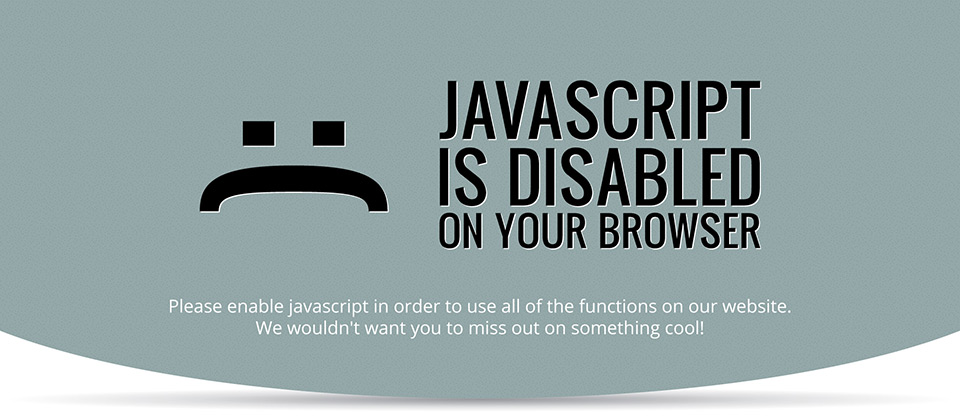 JAVASCRIPT
IS DISABLED
ON YOUR BROWSER
Please enable javascript in order to use all of the functions on our website.
We wouldn't want you to miss out on something cool!